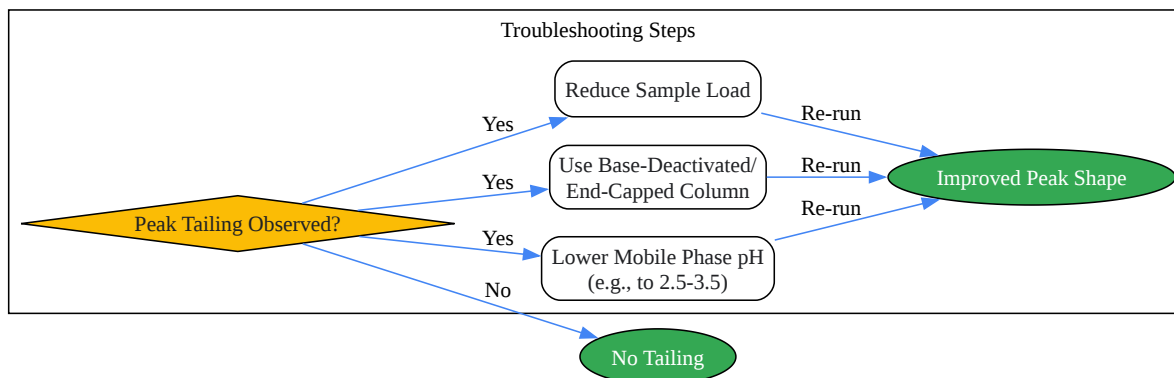 Troubleshooting Steps
Reduce Sample Load
Re-run
Yes
Use Base-Deactivated/
End-Capped Column
Re-run
Improved Peak Shape
Yes
Peak Tailing Observed?
Re-run
Yes
Lower Mobile Phase pH
(e.g., to 2.5-3.5)
No
No Tailing